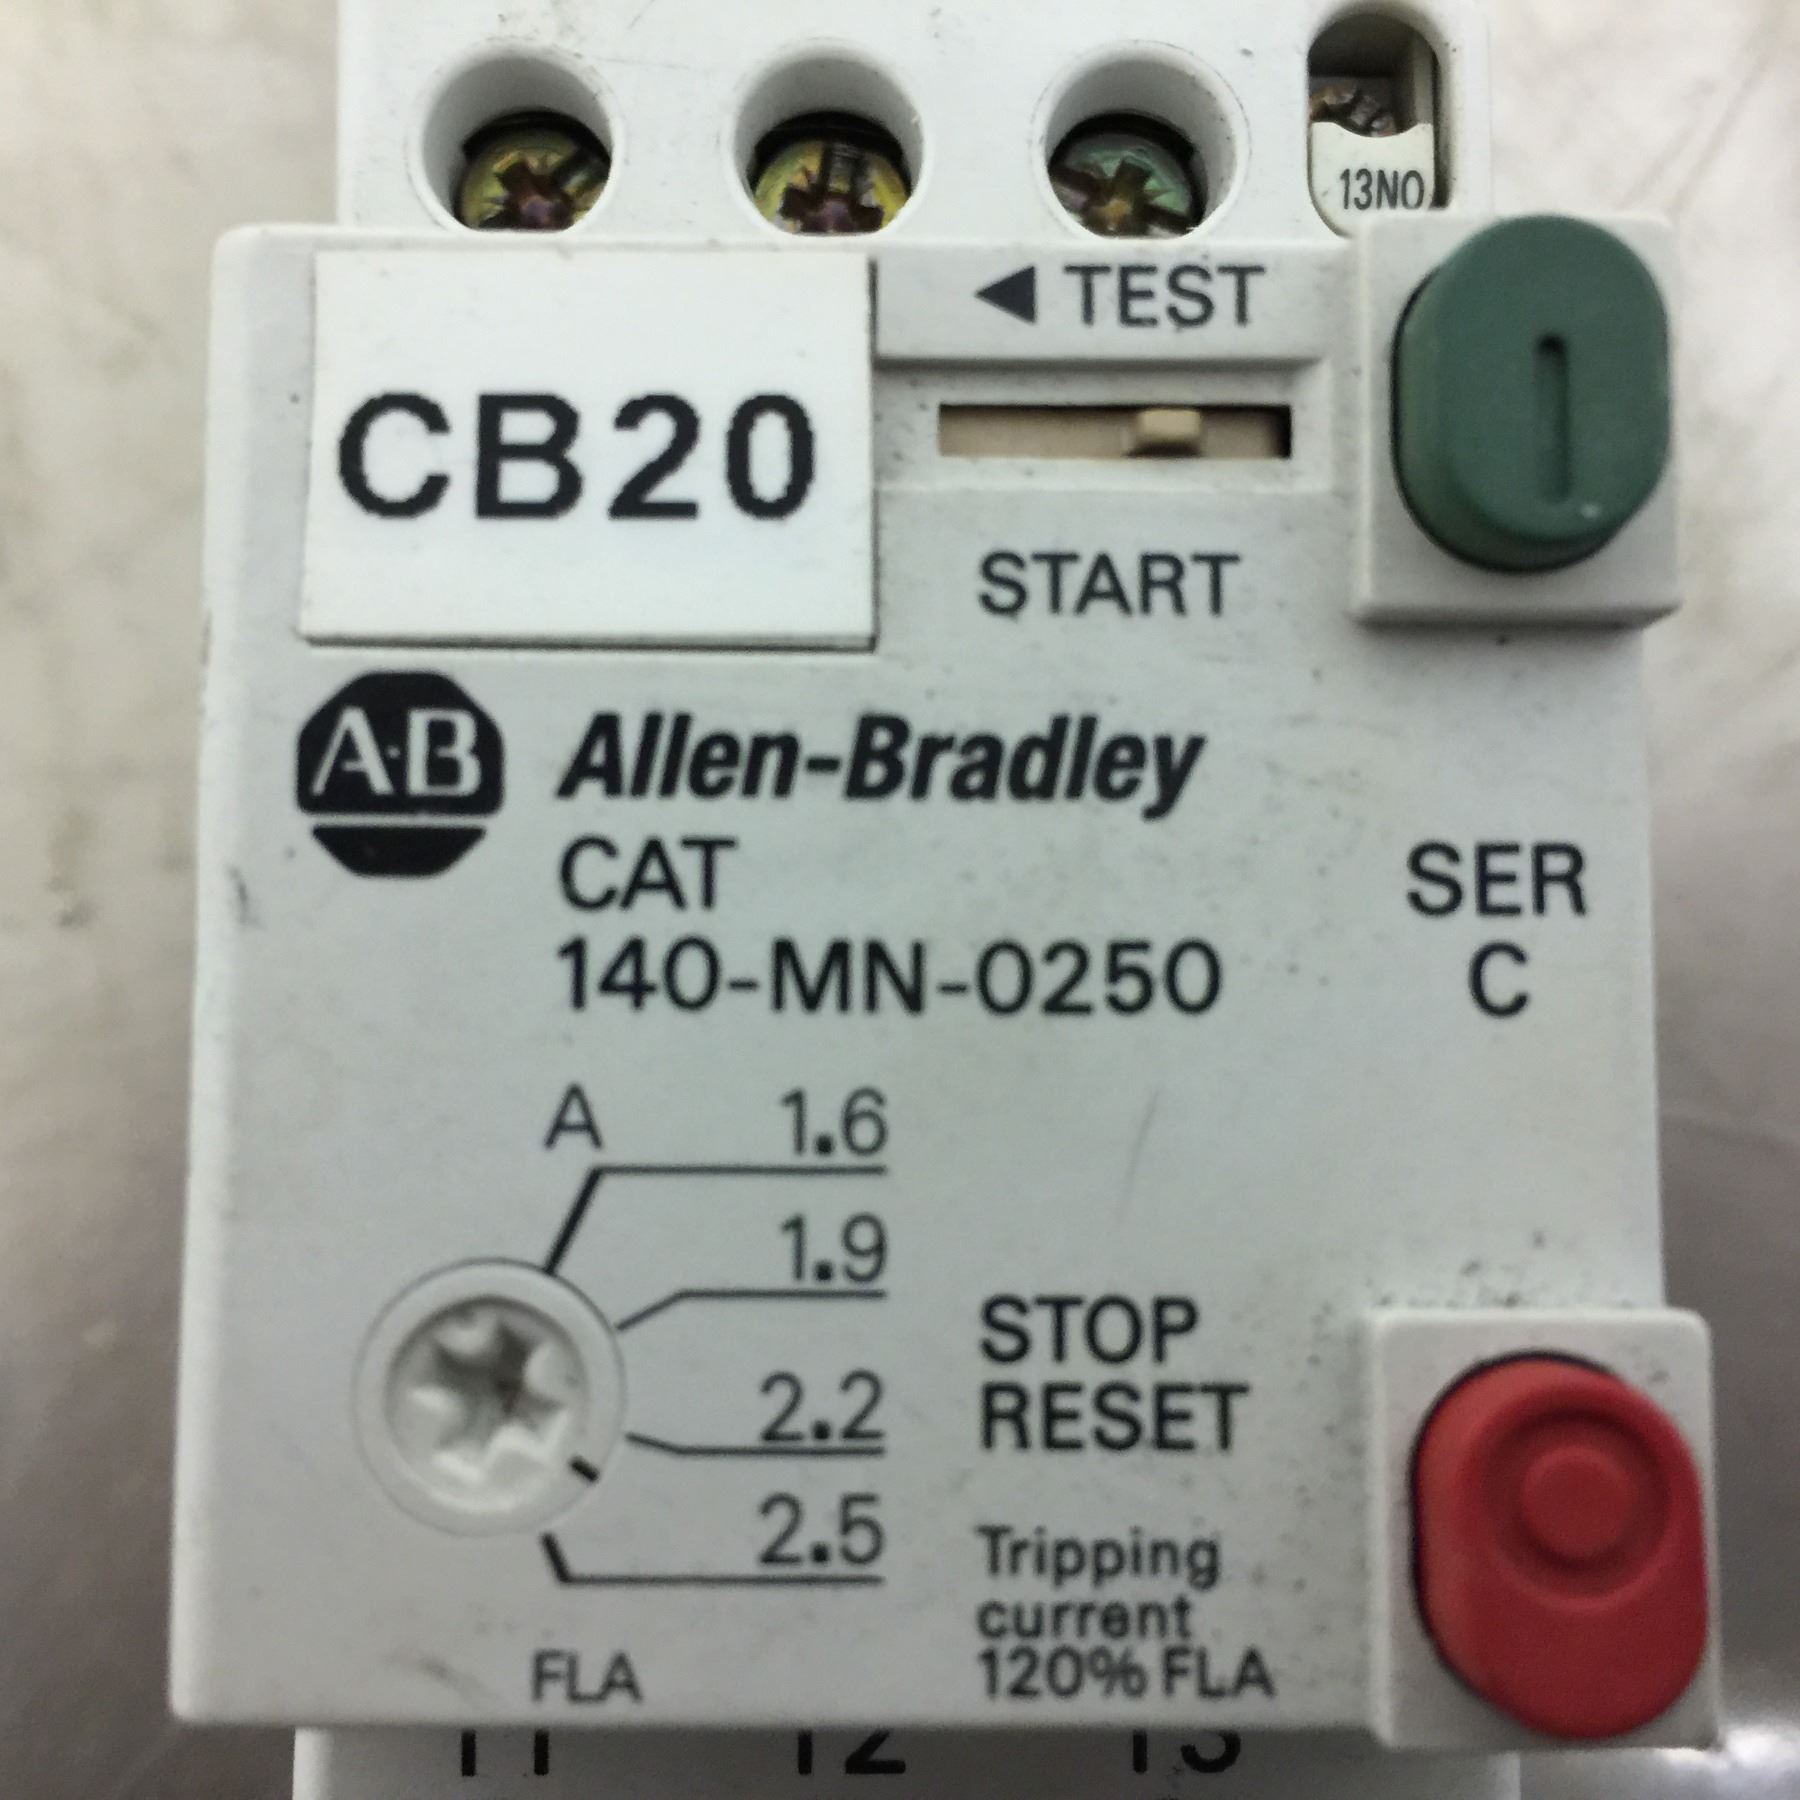 13NO
◀ TEST
CB20
START
A·B Allen-Bradley
CAT
140-MN-0250
SER
C
A
1.6
1.9
2.2
2.5
FLA
STOP
RESET
Tripping
current
120% FLA